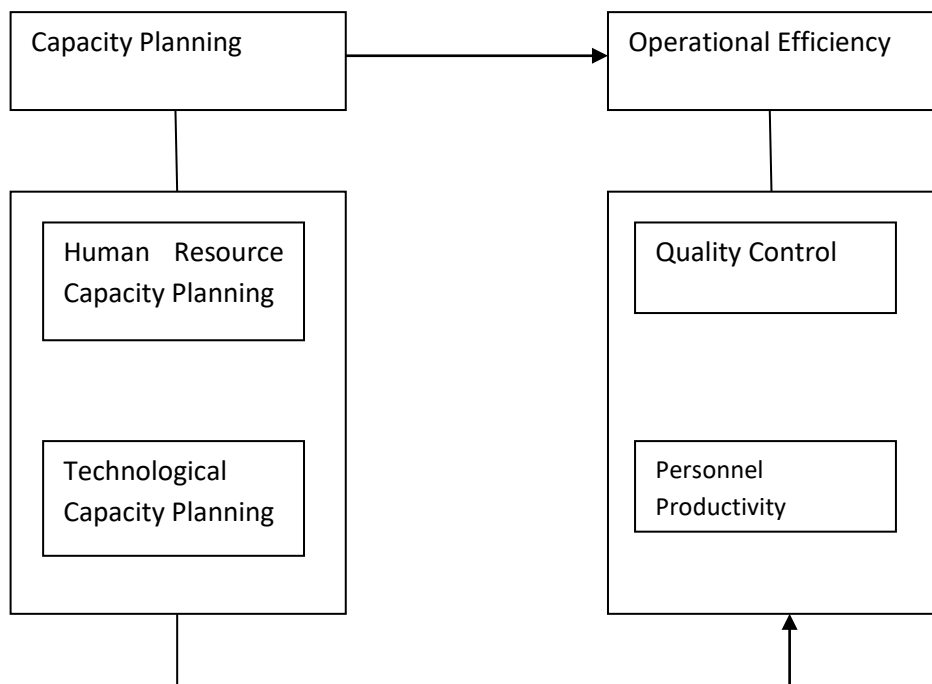 Capacity Planning
Operational Efficiency
Human Resource
Capacity Planning
Quality Control
Technological
Capacity Planning
Personnel
Productivity